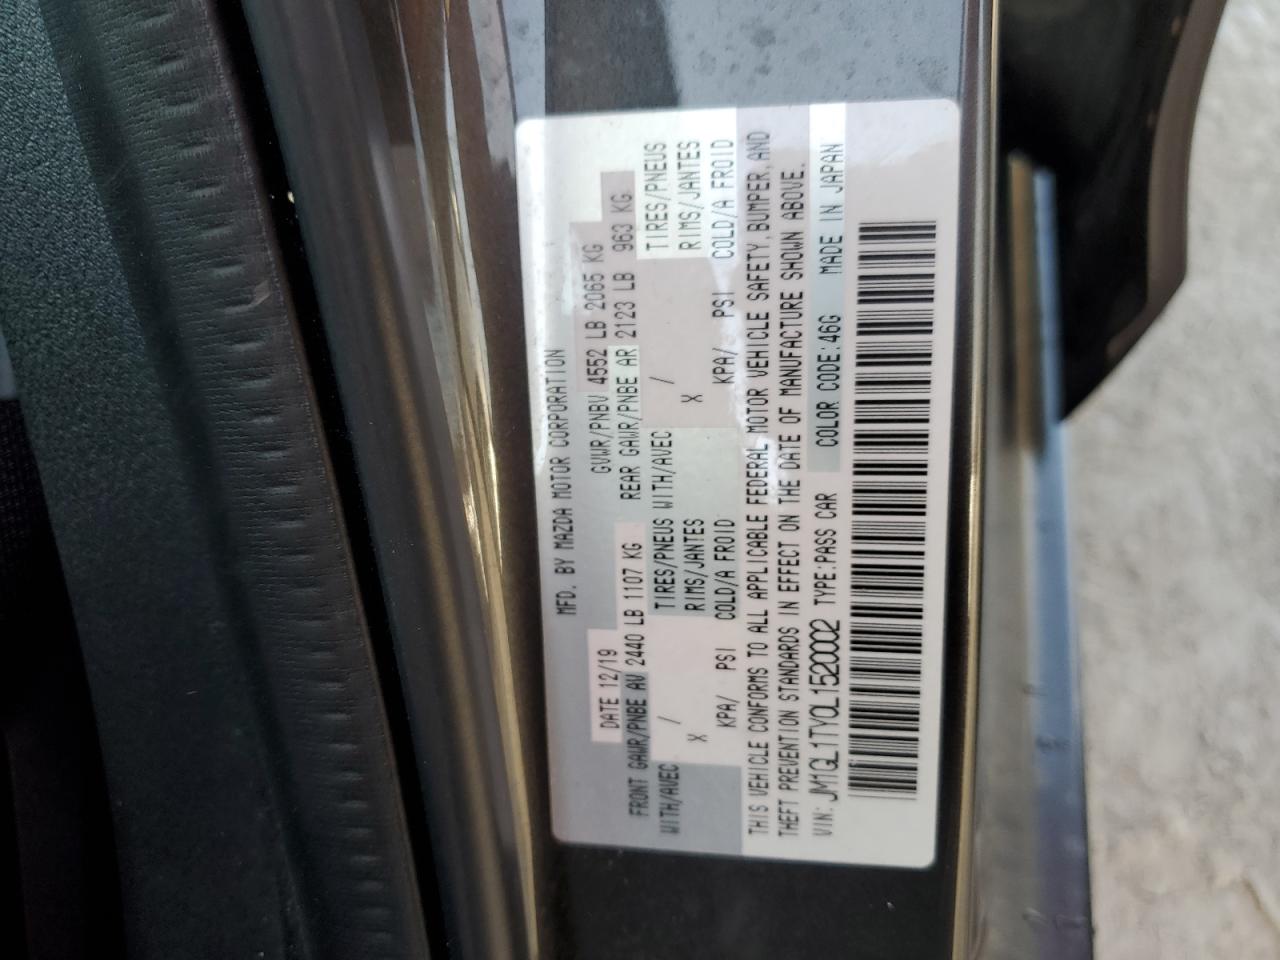 MFD. BY MAZDA MOTOR CORPORATION
DATE 12/19 GVWR/PNBV 4552 LB 2065 KG
FRONT GAWR/PNBE AV 2440 LB 1107 KG REAR GAWR/PNBE AR 2123 LB 963 KG
WITH/AVEC / TIRES/PNEUS WITH/AVEC / TIRES/PNEUS
X RIMS/JANTES X RIMS/JANTES
KPA/ PSI COLD/A FROID KPA/ PSI COLD/A FROID
THIS VEHICLE CONFORMS TO ALL APPLICABLE FEDERAL MOTOR VEHICLE SAFETY, BUMPER, AND
THEFT PREVENTION STANDARDS IN EFFECT ON THE DATE OF MANUFACTURE SHOWN ABOVE.
VIN: JM1GL1TY0L1520002 TYPE:PASS CAR COLOR CODE:46G MADE IN JAPAN